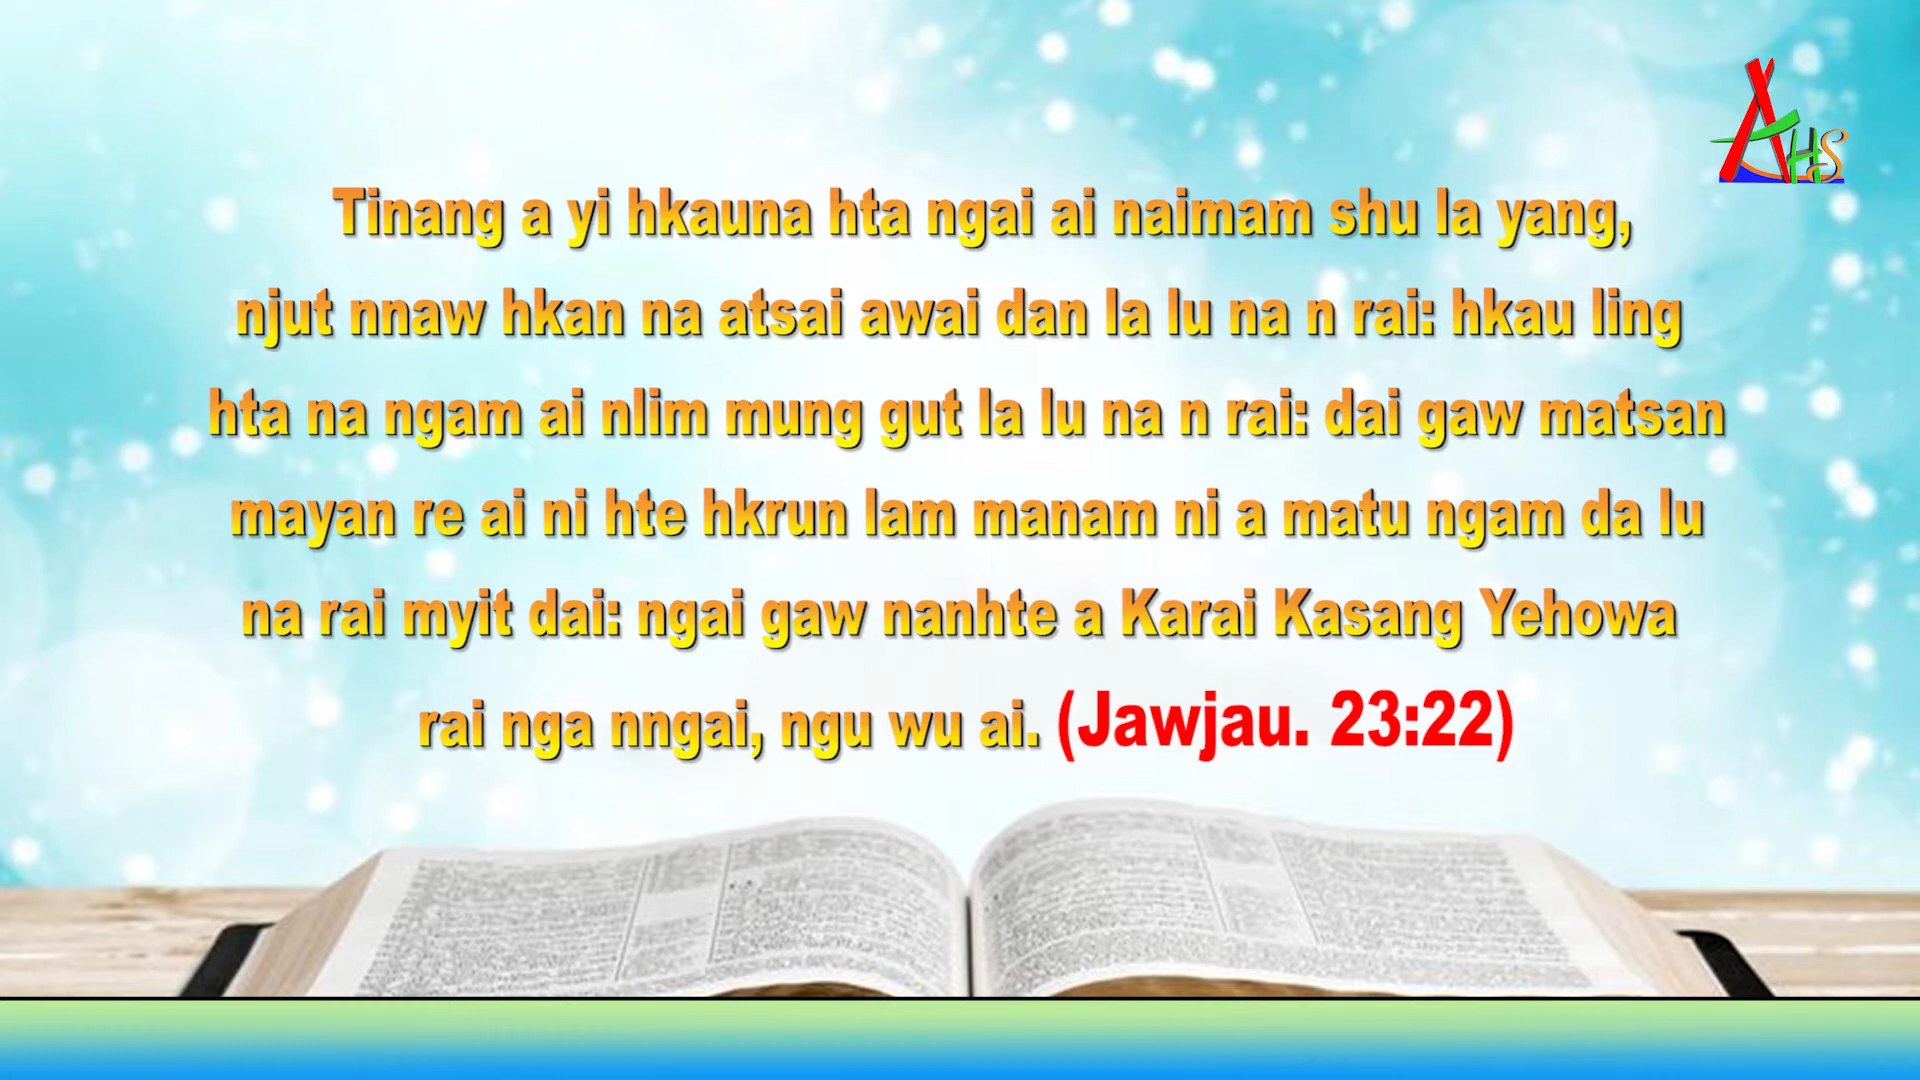 AHS
Tinang a yi hkauna hta ngai ai naimam shu la yang,
njut nnaw hkan na atsai awai dan la lu na n rai: hkau ling
hta na ngam ai nlim mung gut la lu na n rai: dai gaw matsan
mayan re ai ni hte hkrun lam manam ni a matu ngam da lu
na rai myit dai: ngai gaw nanhte a Karai Kasang Yehowa
rai nga nngai, ngu wu ai. (Jawjau. 23:22)